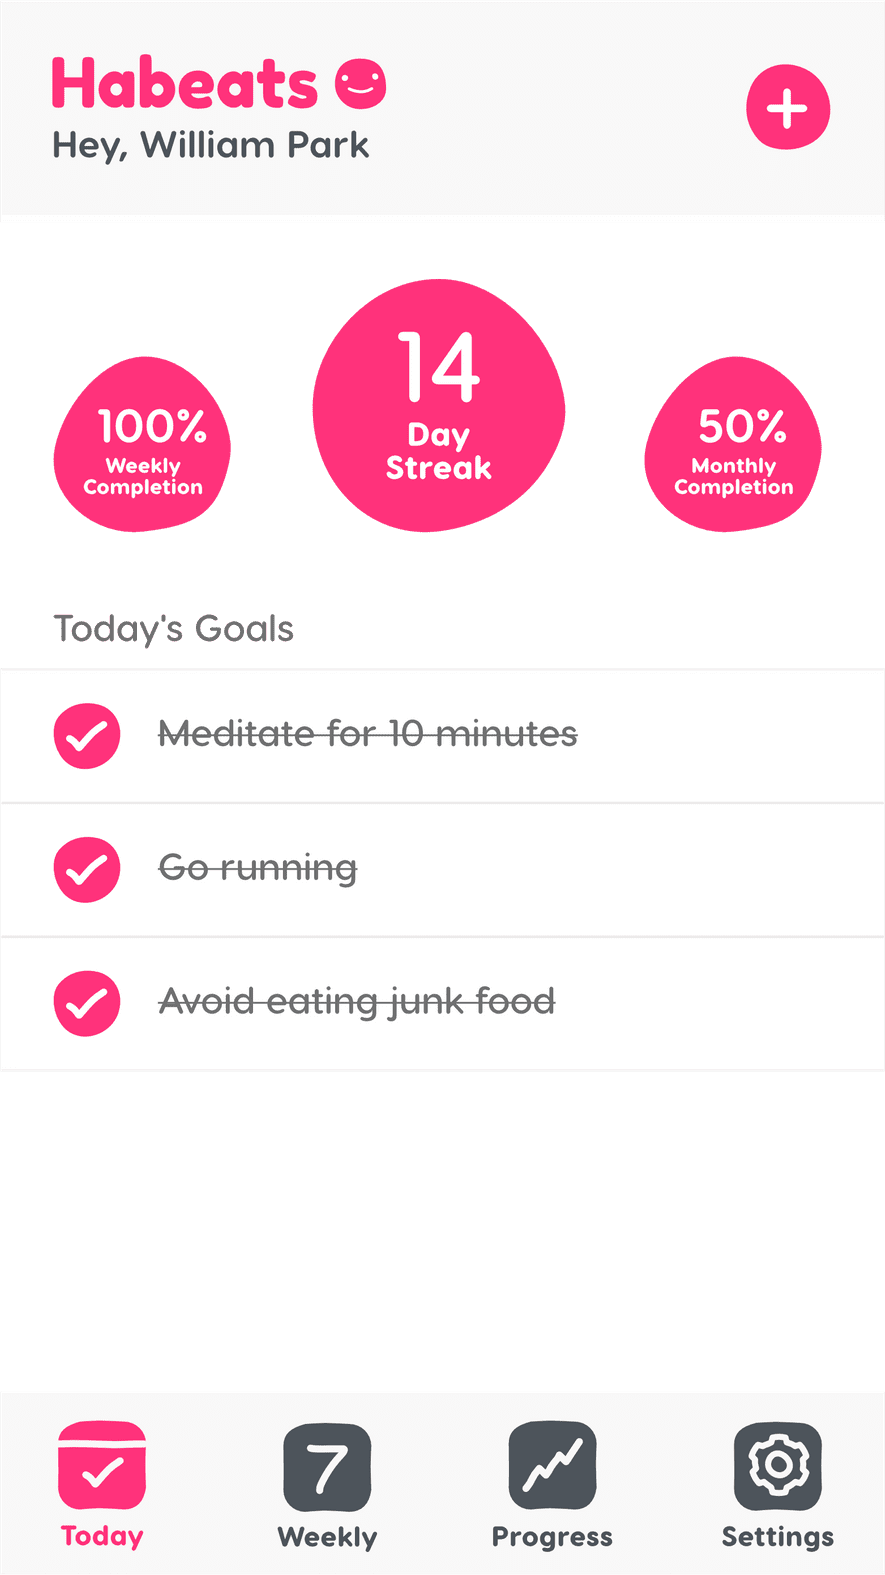 Habeats
Hey, William Park
14
Day
Streak
100%
Weekly
Completion
50%
Monthly
Completion
Today's Goals
Meditate for 10 minutes
Go running
Avoid eating junk food
7
Today
Weekly
Progress
Settings